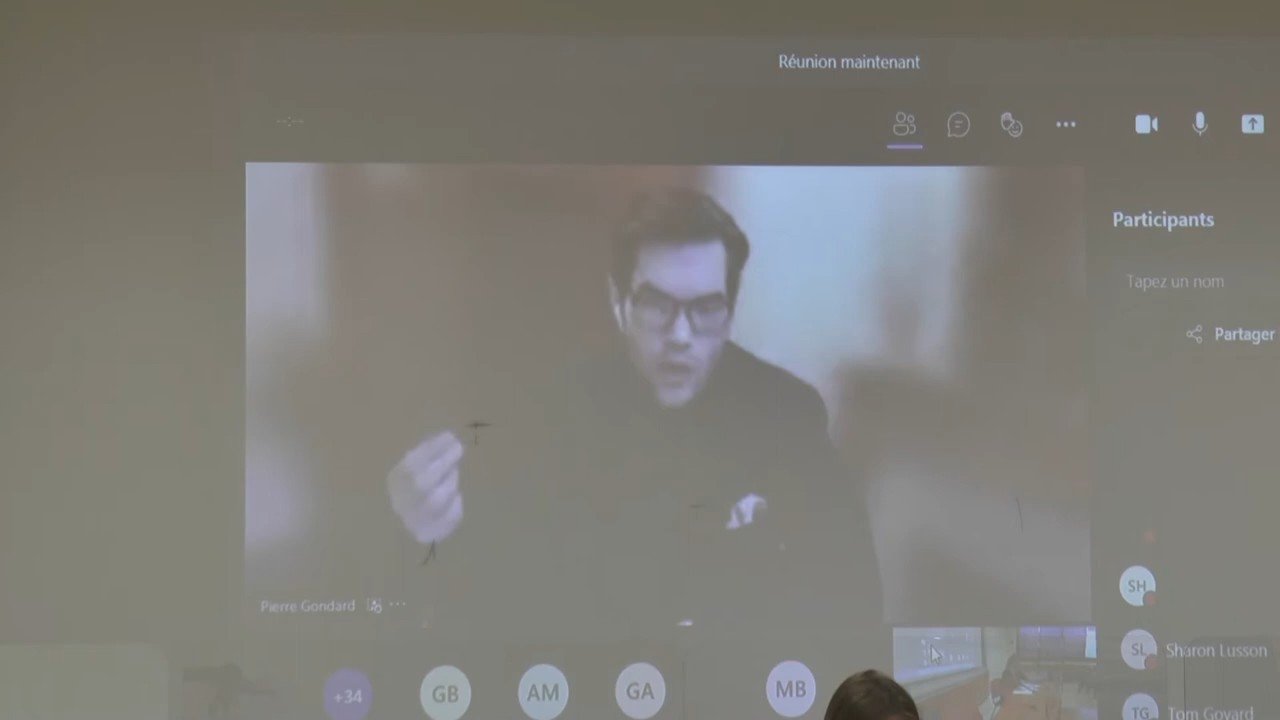 Réunion maintenant
Participants
Tapez un nom
Partager
Pierre Gondard
SH
SL Sharon Lusson
+34
GB
AM
GA
MB
TG Tom Govard